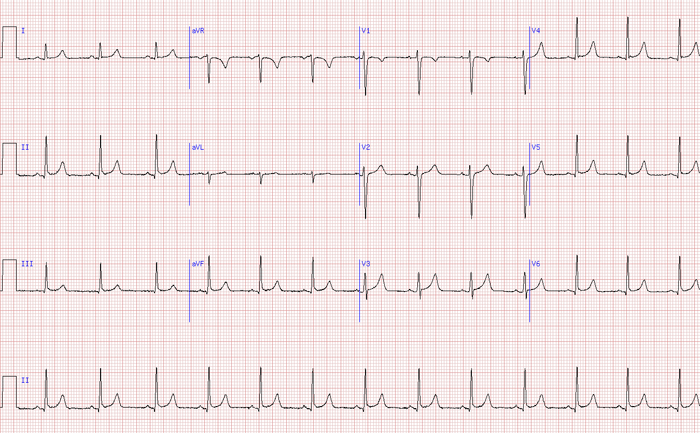 I aVR V1 V4
II aVL V2 V5
III aVF V3 V6
II